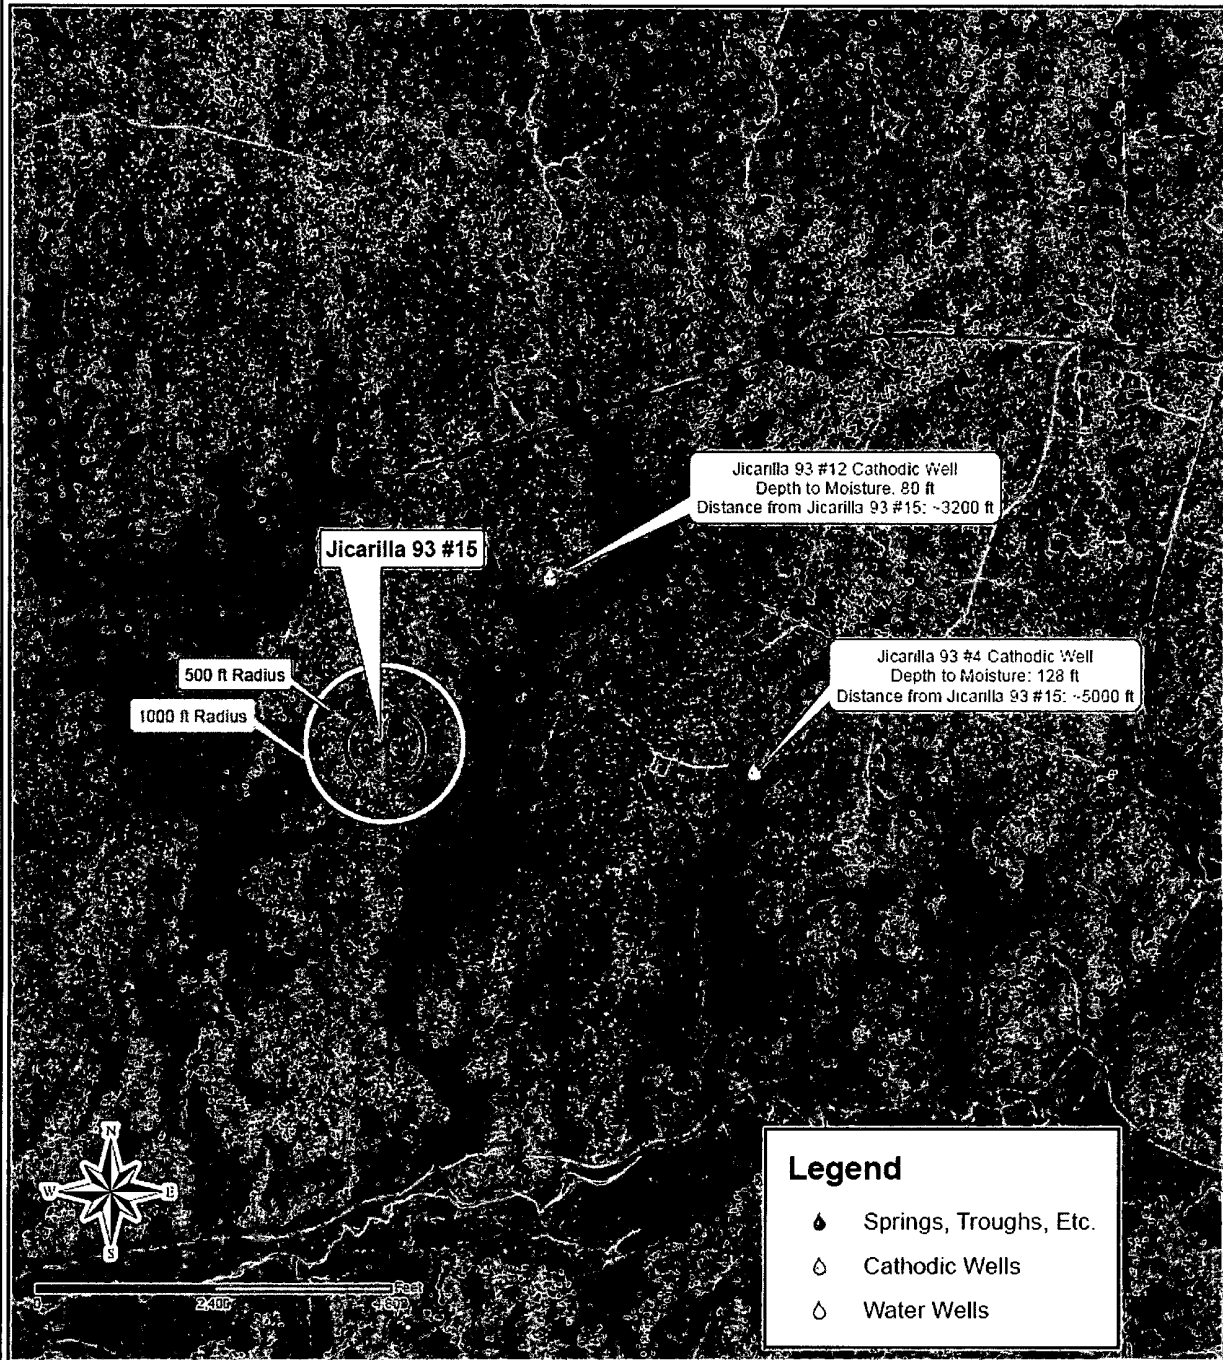 Jicarilla 93 #12 Cathodic Well
Depth to Moisture. 80 ft
Distance from Jicarilla 93 #15: ~3200 ft
Jicarilla 93 #15
Jicarilla 93 #4 Cathodic Well
Depth to Moisture: 128 ft
Distance from Jicarilla 93 #15: ~5000 ft
500 ft Radius
1000 ft Radius
N
W E
S
Feet
0 2,400 4,800
Legend
Springs, Troughs, Etc.
Cathodic Wells
Water Wells